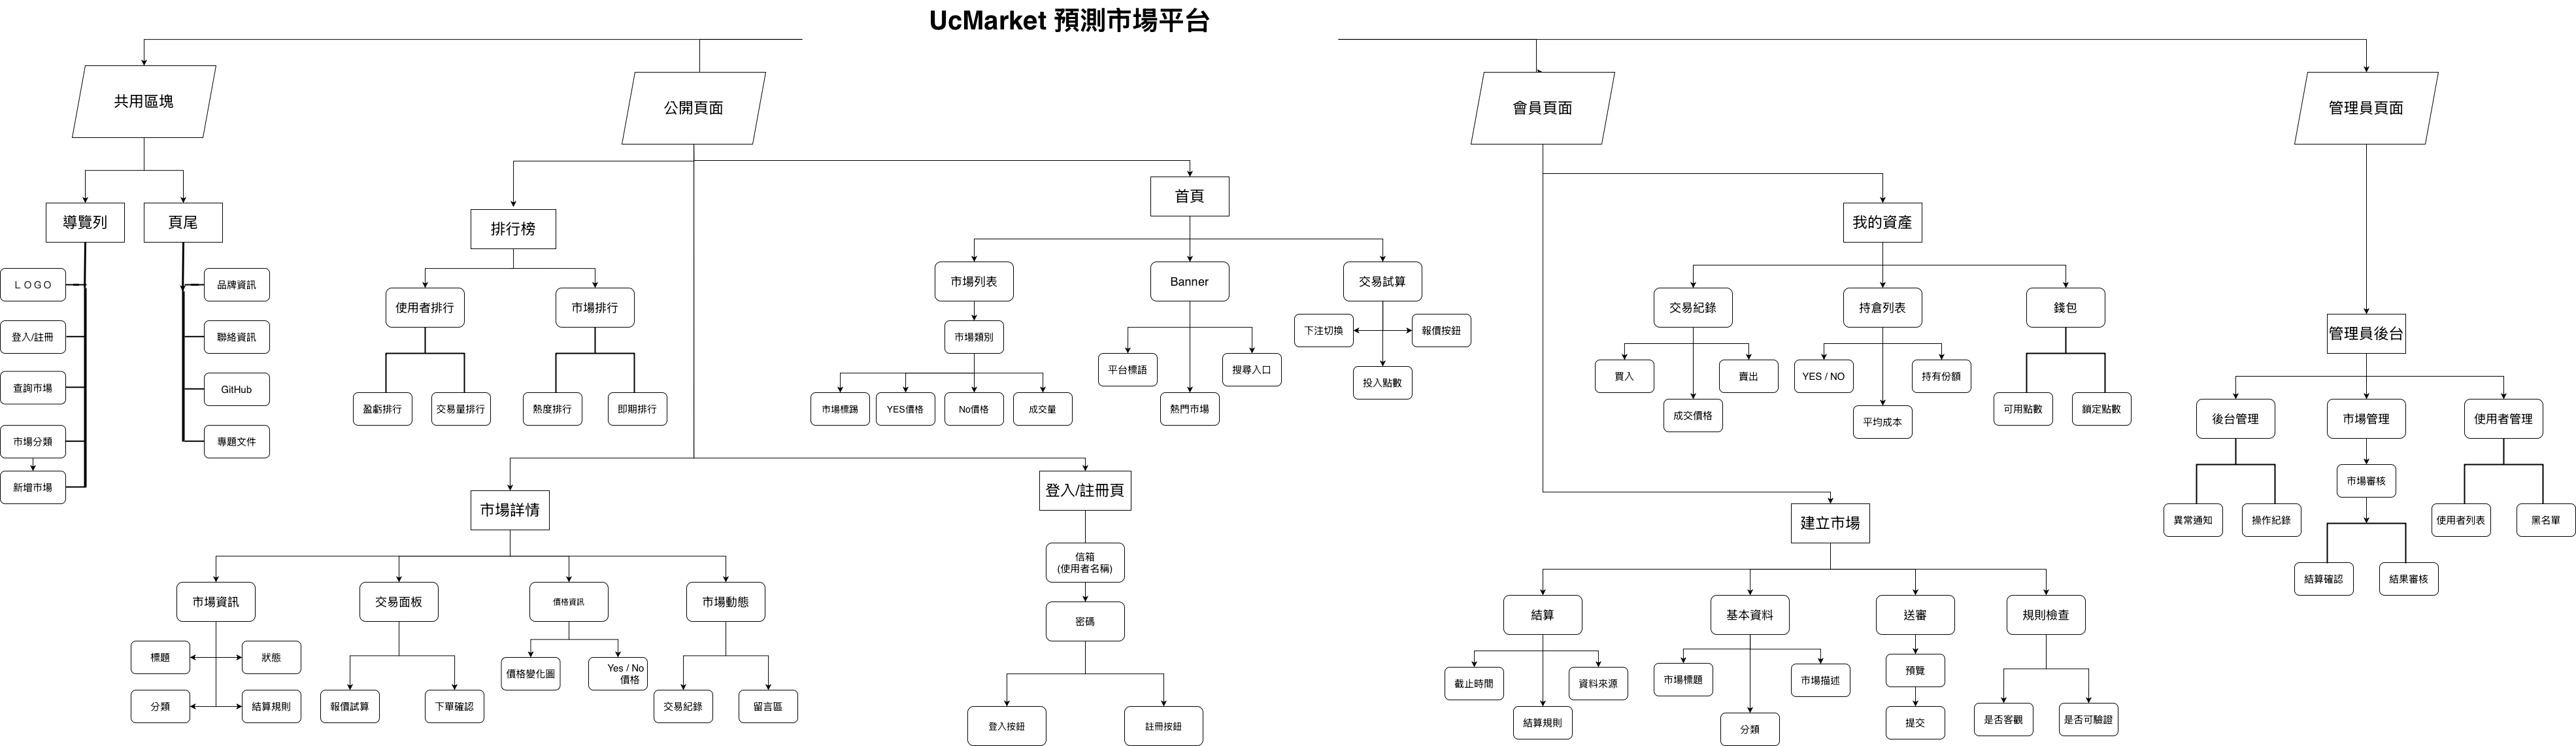 UcMarket 預測市場平台
共用區塊
公開頁面
會員頁面
管理員頁面
導覽列
頁尾
LOGO
登入/註冊
查詢市場
市場分類
新增市場
品牌資訊
聯絡資訊
GitHub
專題文件
排行榜
使用者排行
市場排行
盈虧排行
交易量排行
熱度排行
即期排行
首頁
市場列表
Banner
交易試算
市場類別
市場標題
YES價格
No價格
成交量
平台標語
搜尋入口
熱門市場
下注切換
報價按鈕
投入點數
市場詳情
市場資訊
交易面板
價格資訊
市場動態
標題
狀態
分類
結算規則
報價試算
下單確認
價格變化圖
Yes / No
價格
交易紀錄
留言區
登入/註冊頁
信箱
(使用者名稱)
密碼
登入按鈕
註冊按鈕
我的資產
交易紀錄
持倉列表
錢包
買入
賣出
成交價格
YES / NO
持有份額
平均成本
可用點數
鎖定點數
建立市場
結算
基本資料
送審
規則檢查
截止時間
資料來源
結算規則
市場標題
市場描述
分類
預覽
提交
是否客觀
是否可驗證
管理員後台
後台管理
市場管理
使用者管理
異常通知
操作紀錄
市場審核
結算確認
結果審核
使用者列表
黑名單